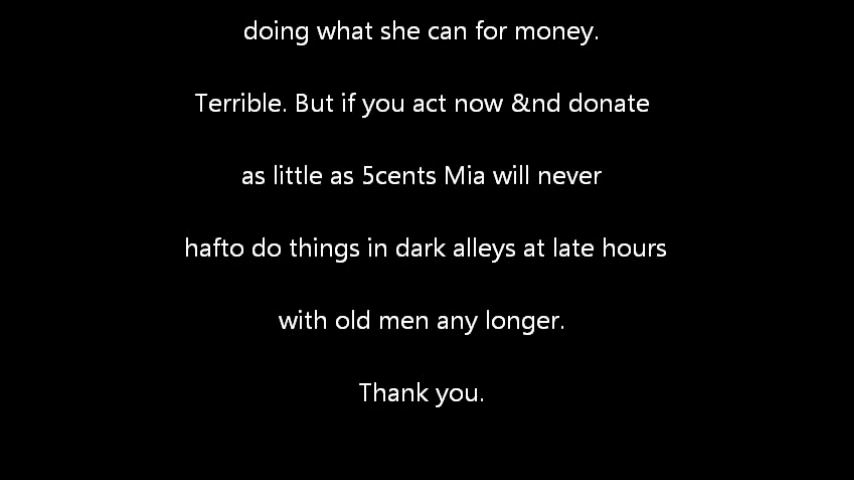 doing what she can for money.
Terrible. But if you act now &nd donate
as little as 5cents Mia will never
hafto do things in dark alleys at late hours
with old men any longer.
Thank you.